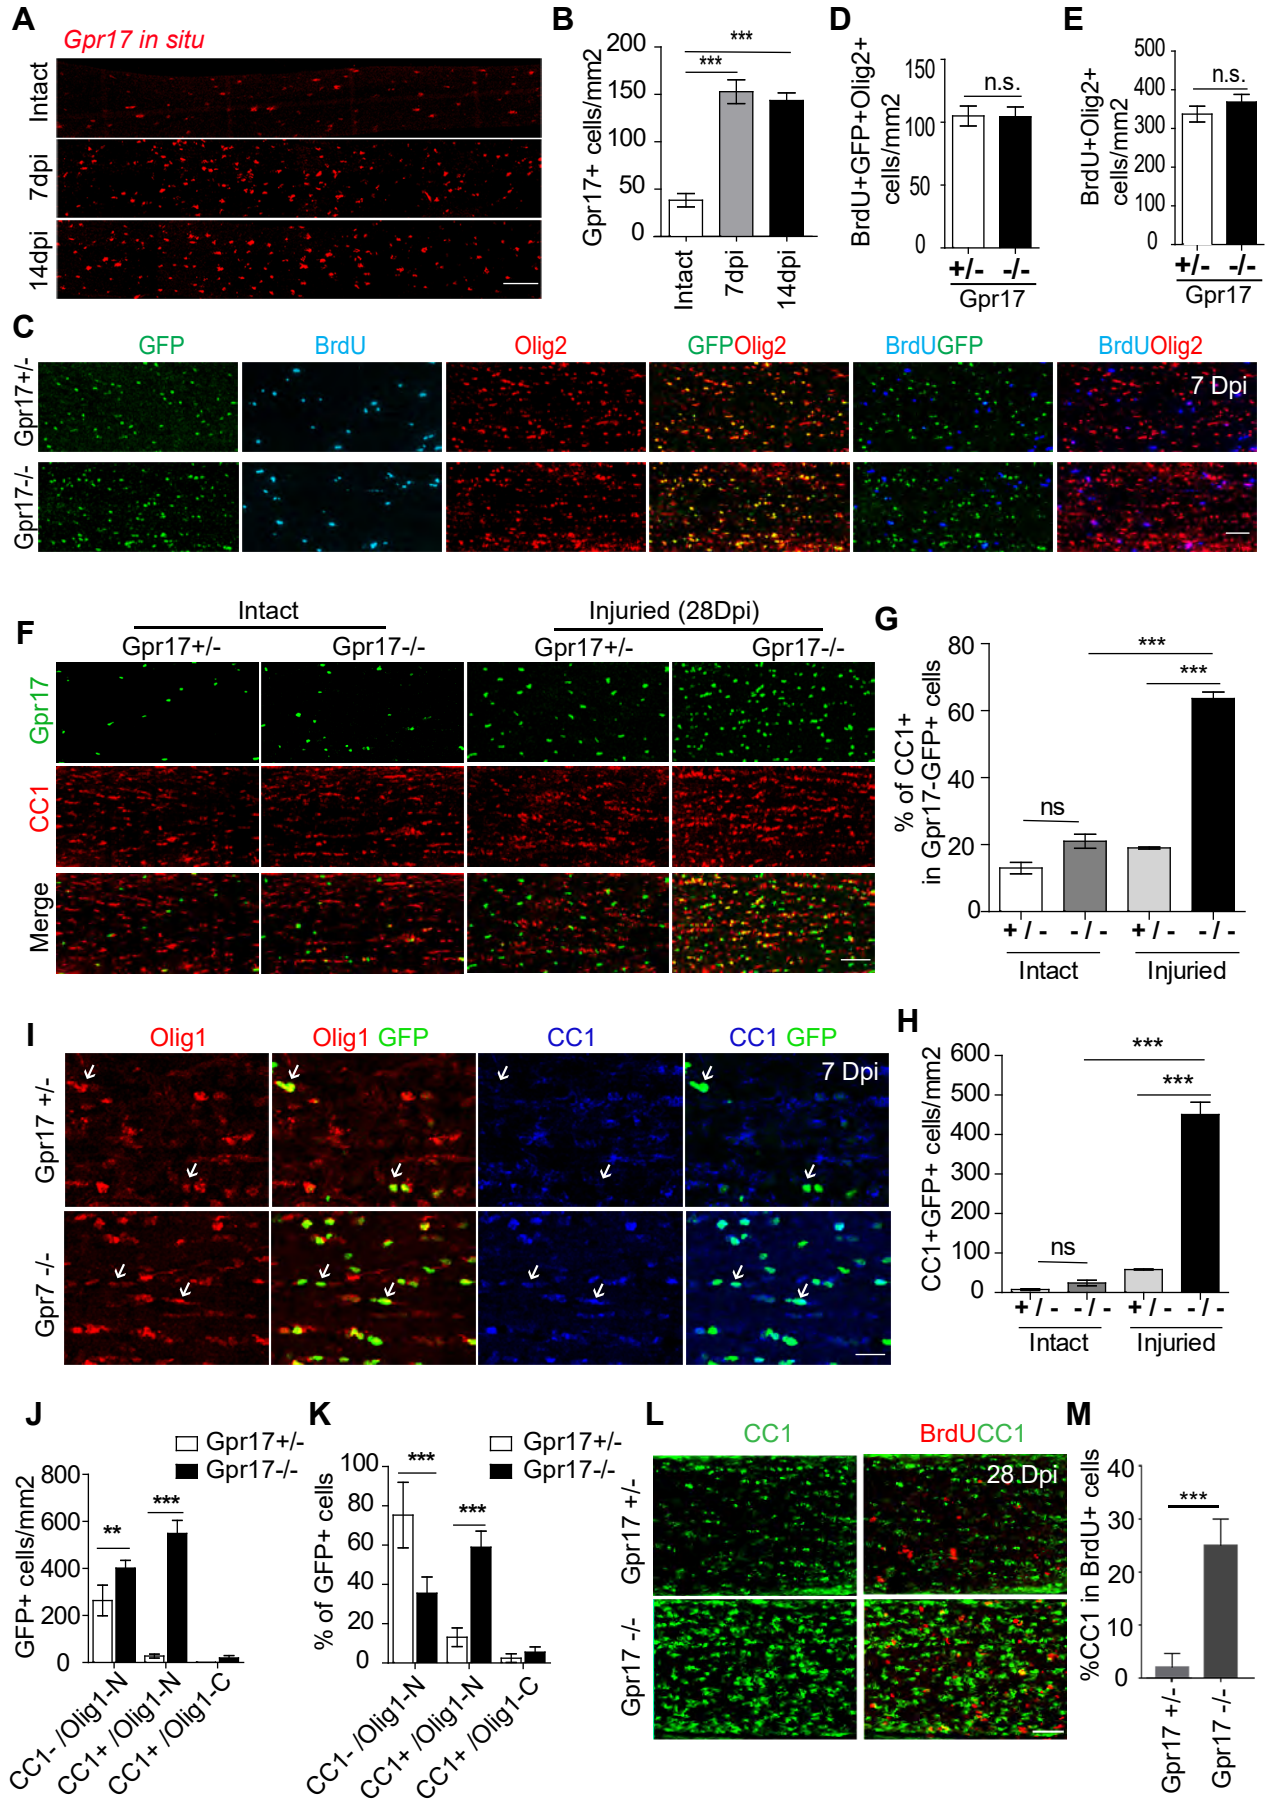 A
Gpr17 in situ
Intact
7dpi
14dpi
B
Gpr17+ cells/mm2
200
150
100
50
0
***
***
Intact
7dpi
14dpi
D
BrdU+GFP+Olig2+
cells/mm2
150
100
50
0
n.s.
+/- -/-
Gpr17
E
BrdU+Olig2+
cells/mm2
500
400
300
200
100
0
n.s.
+/- -/-
Gpr17
C
GFP BrdU Olig2 GFPOlig2 BrdUGFP BrdUOlig2
Gpr17+/-
7 Dpi
Gpr17-/-
F
Intact Injuried (28Dpi)
Gpr17+/- Gpr17-/- Gpr17+/- Gpr17-/-
Gpr17
CC1
Merge
G
% of CC1+
in Gpr17-GFP+ cells
80
60
40
20
0
***
***
ns
+ / - - / - + / - - / -
Intact Injuried
I
Olig1 Olig1 GFP CC1 CC1 GFP
7 Dpi
Gpr17 +/-
Gpr7 -/-
H
CC1+GFP+ cells/mm2
600
500
400
300
200
100
0
***
***
ns
+ / - - / - + / - - / -
Intact Injuried
J
Gpr17+/-
Gpr17-/-
GFP+ cells/mm2
800
600
400
200
0
**
***
CC1- /Olig1-N
CC1+ /Olig1-N
CC1+ /Olig1-C
K
Gpr17+/-
Gpr17-/-
% of GFP+ cells
100
80
60
40
20
0
***
***
CC1- /Olig1-N
CC1+ /Olig1-N
CC1+ /Olig1-C
L
CC1 BrdUCC1
28 Dpi
Gpr17 +/-
Gpr17 -/-
M
%CC1 in BrdU+ cells
40
30
20
10
0
***
Gpr17 +/-
Gpr17 -/-